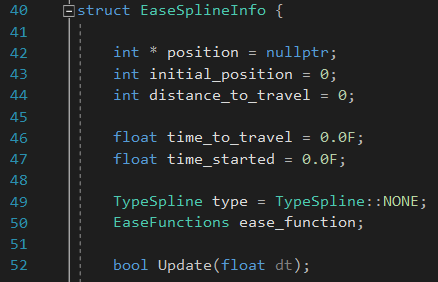 40 struct EaseSplineInfo {
41
42 int * position = nullptr;
43 int initial_position = 0;
44 int distance_to_travel = 0;
45
46 float time_to_travel = 0.0F;
47 float time_started = 0.0F;
48
49 TypeSpline type = TypeSpline::NONE;
50 EaseFunctions ease_function;
51
52 bool Update(float dt);